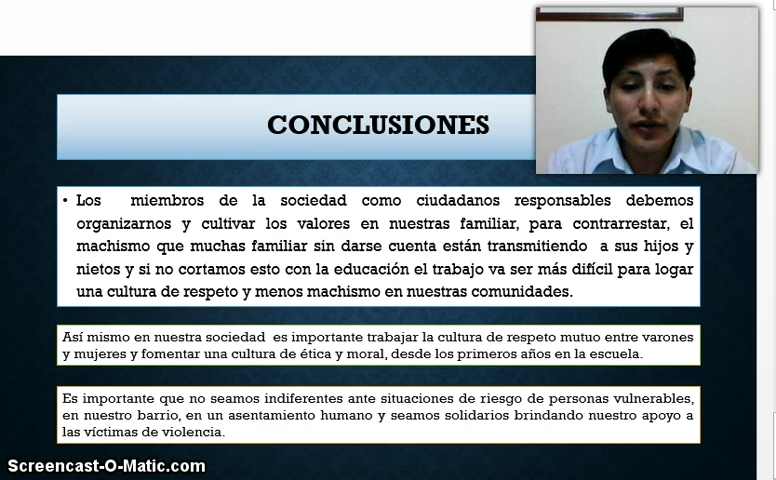 CONCLUSIONES
• Los miembros de la sociedad como ciudadanos responsables debemos
organizarnos y cultivar los valores en nuestras familiar, para contrarrestar, el
machismo que muchas familiar sin darse cuenta están transmitiendo a sus hijos y
nietos y si no cortamos esto con la educación el trabajo va ser más difícil para logar
una cultura de respeto y menos machismo en nuestras comunidades.
Así mismo en nuestra sociedad es importante trabajar la cultura de respeto mutuo entre varones
y mujeres y fomentar una cultura de ética y moral, desde los primeros años en la escuela.
Es importante que no seamos indiferentes ante situaciones de riesgo de personas vulnerables,
en nuestro barrio, en un asentamiento humano y seamos solidarios brindando nuestro apoyo a
las víctimas de violencia.
Screencast-O-Matic.com